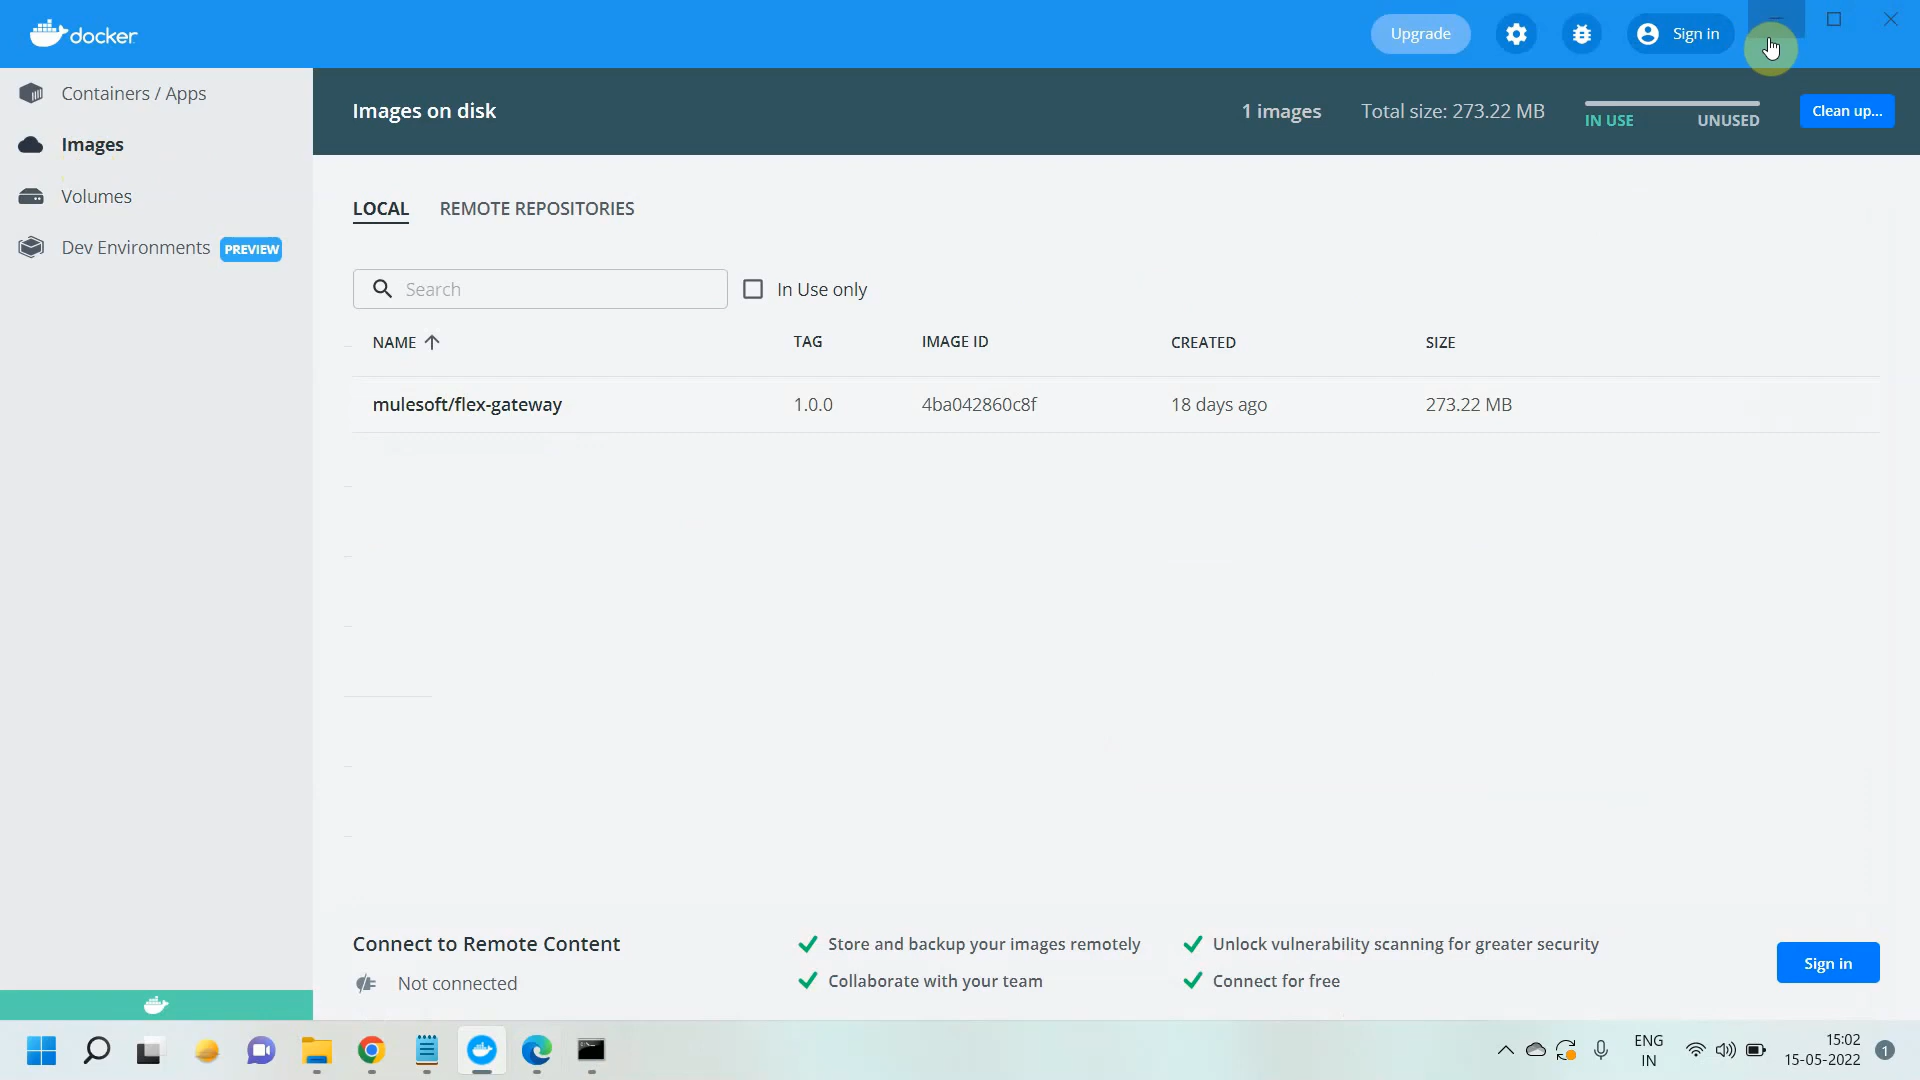 docker
Upgrade
Sign in
Containers / Apps
Images
Volumes
Dev Environments PREVIEW
Images on disk
1 images
Total size: 273.22 MB
IN USE UNUSED
Clean up...
LOCAL REMOTE REPOSITORIES
Search
In Use only
NAME TAG IMAGE ID CREATED SIZE
mulesoft/flex-gateway 1.0.0 4ba042860c8f 18 days ago 273.22 MB
Connect to Remote Content
Not connected
Store and backup your images remotely
Collaborate with your team
Unlock vulnerability scanning for greater security
Connect for free
Sign in
ENG
IN
15:02
15-05-2022
1